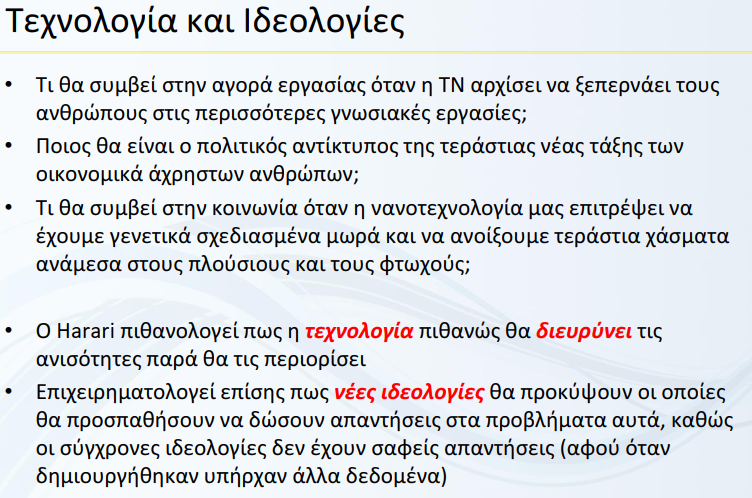 Τεχνολογία και Ιδεολογίες
• Τι θα συμβεί στην αγορά εργασίας όταν η ΤΝ αρχίσει να ξεπερνάει τους
ανθρώπους στις περισσότερες γνωσιακές εργασίες;
• Ποιος θα είναι ο πολιτικός αντίκτυπος της τεράστιας νέας τάξης των
οικονομικά άχρηστων ανθρώπων;
• Τι θα συμβεί στην κοινωνία όταν η νανοτεχνολογία μας επιτρέψει να
έχουμε γενετικά σχεδιασμένα μωρά και να ανοίξουμε τεράστια χάσματα
ανάμεσα στους πλούσιους και τους φτωχούς;
• Ο Harari πιθανολογεί πως η τεχνολογία πιθανώς θα διευρύνει τις
ανισότητες παρά θα τις περιορίσει
• Επιχειρηματολογεί επίσης πως νέες ιδεολογίες θα προκύψουν οι οποίες
θα προσπαθήσουν να δώσουν απαντήσεις στα προβλήματα αυτά, καθώς
οι σύγχρονες ιδεολογίες δεν έχουν σαφείς απαντήσεις (αφού όταν
δημιουργήθηκαν υπήρχαν άλλα δεδομένα)